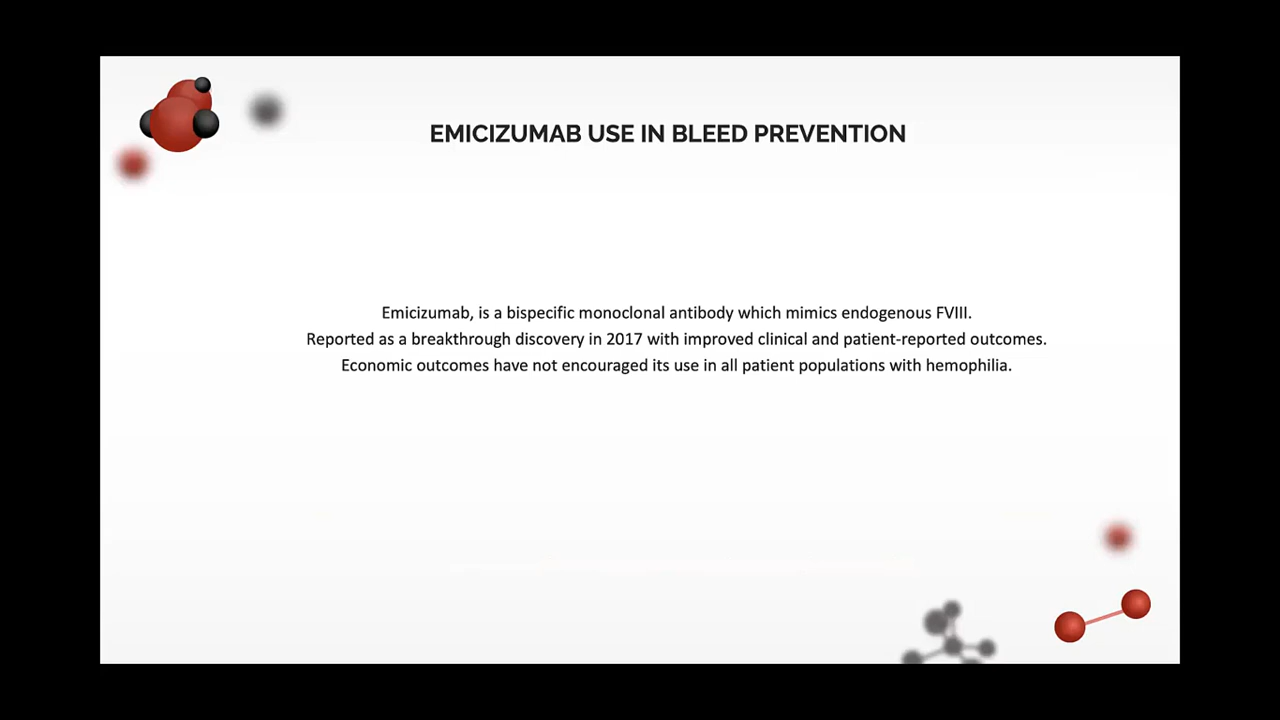 EMICIZUMAB USE IN BLEED PREVENTION
Emicizumab, is a bispecific monoclonal antibody which mimics endogenous FVIII.
Reported as a breakthrough discovery in 2017 with improved clinical and patient-reported outcomes.
Economic outcomes have not encouraged its use in all patient populations with hemophilia.